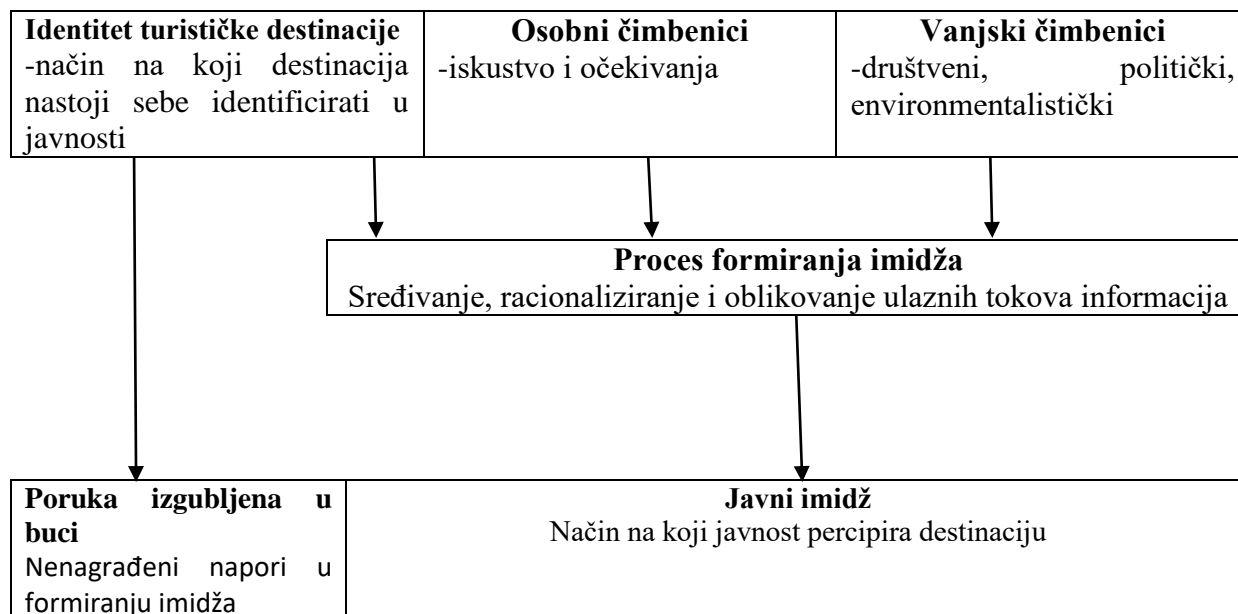 Identitet turističke destinacije
-način na koji destinacija
nastoji sebe identificirati u
javnosti
Osobni čimbenici
-iskustvo i očekivanja
Vanjski čimbenici
-društveni, politički,
environmentalistički
Proces formiranja imidža
Sređivanje, racionaliziranje i oblikovanje ulaznih tokova informacija
Poruka izgubljena u
buci
Nenagrađeni napori u
formiranju imidža
Javni imidž
Način na koji javnost percipira destinaciju